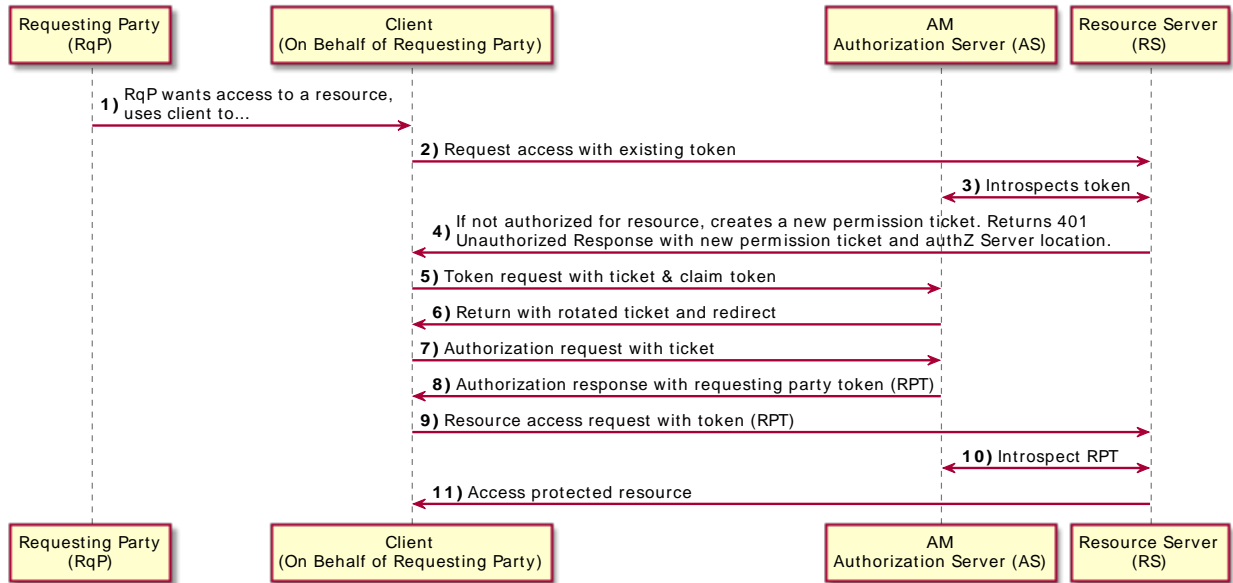 Requesting Party
(RqP)
Client
(On Behalf of Requesting Party)
AM
Authorization Server (AS)
Resource Server
(RS)
1) RqP wants access to a resource,
uses client to...
2) Request access with existing token
3) Introspects token
4) If not authorized for resource, creates a new permission ticket. Returns 401
Unauthorized Response with new permission ticket and authZ Server location.
5) Token request with ticket & claim token
6) Return with rotated ticket and redirect
7) Authorization request with ticket
8) Authorization response with requesting party token (RPT)
9) Resource access request with token (RPT)
10) Introspect RPT
11) Access protected resource
Requesting Party
(RqP)
Client
(On Behalf of Requesting Party)
AM
Authorization Server (AS)
Resource Server
(RS)